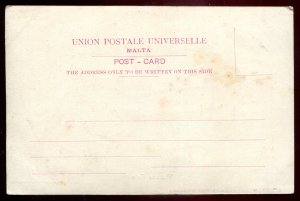 UNION POSTALE UNIVERSELLE
MALTA
POST - CARD
THE ADDRESS ONLY TO BE WRITTEN ON THIS SIDE